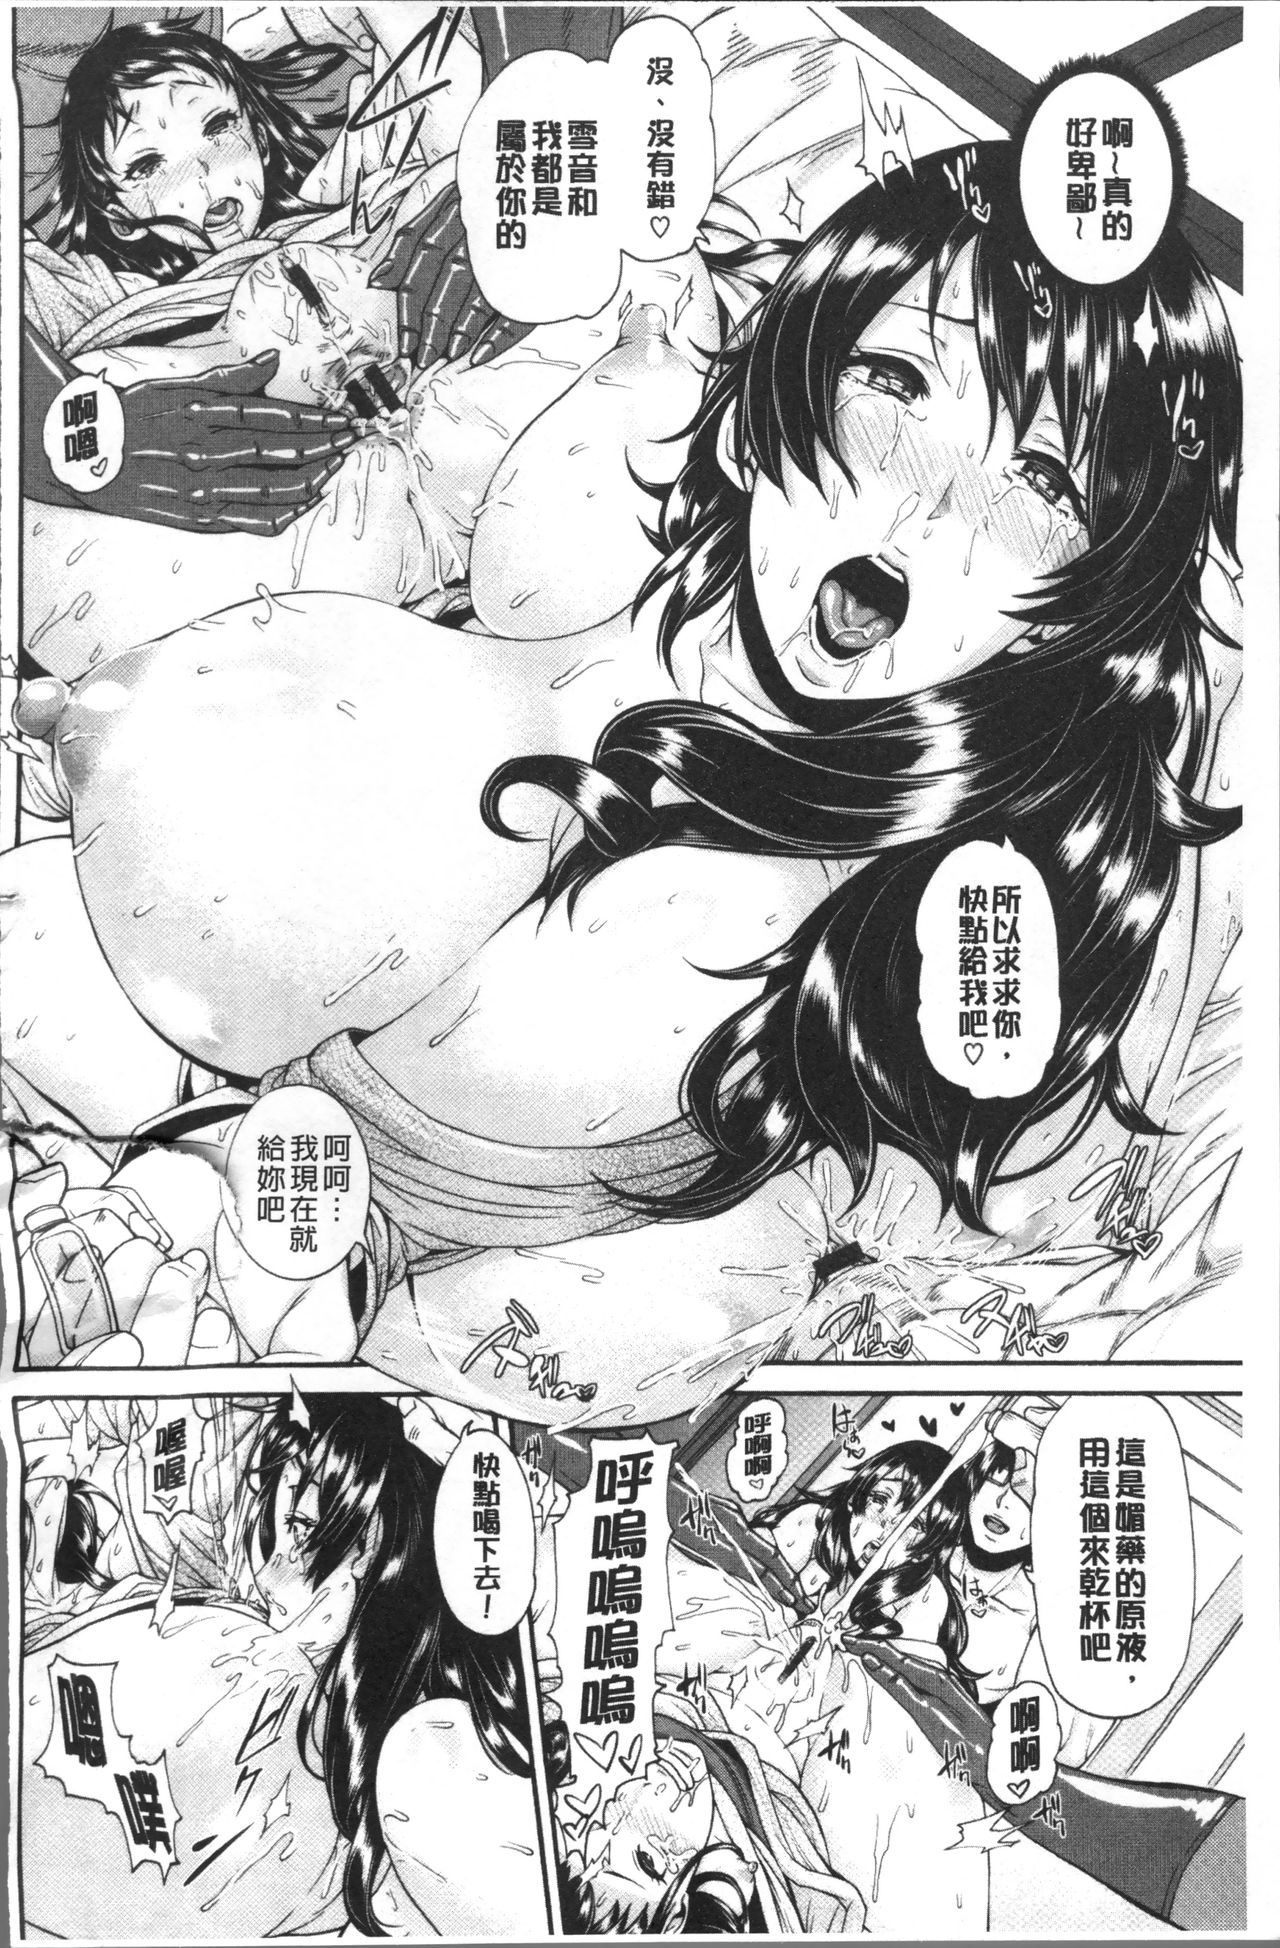 啊~真的
好卑鄙~
沒、沒有錯♡
雪音和
我都是
屬於你的
啊嗯♡
所以求求你，
快點給我吧♡
呵呵…
我現在就
給妳吧
這是媚藥的原液，
用這個來乾杯吧
呼啊啊♡
啊啊♡
呼嗚嗚嗚嗚
快點喝下去！
喔喔♡